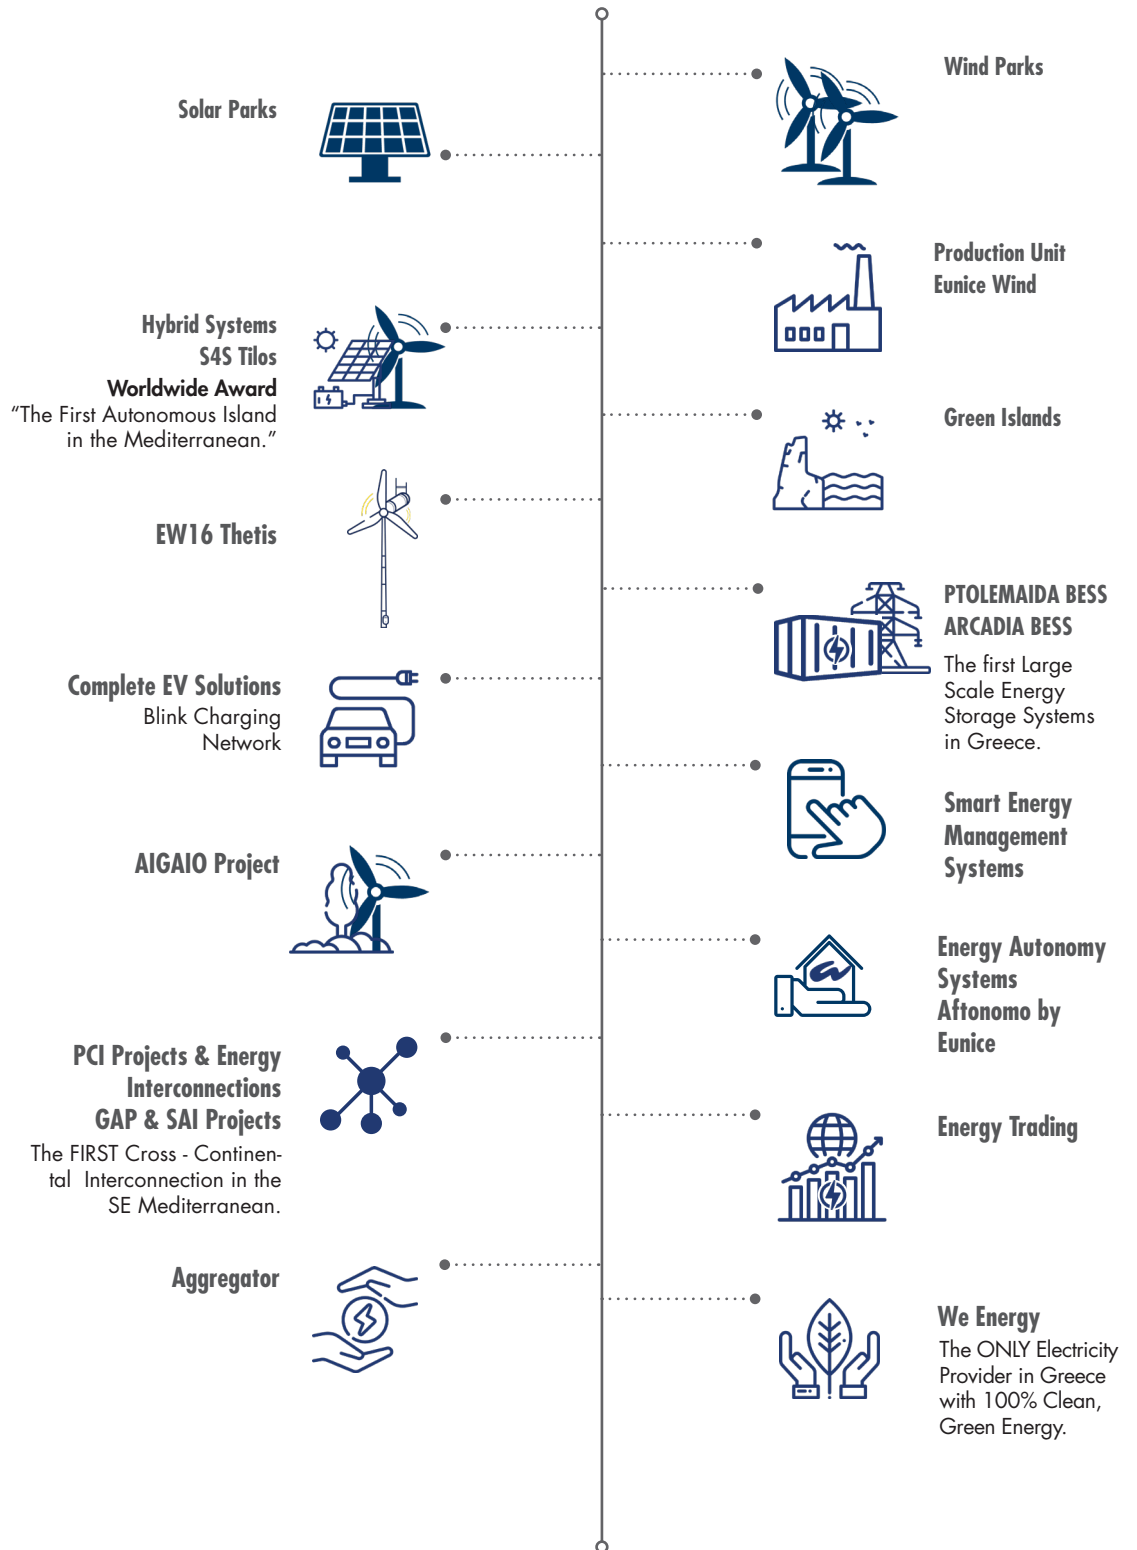 Wind Parks
Solar Parks
Production Unit
Eunice Wind
Hybrid Systems
S4S Tilos
Worldwide Award
"The First Autonomous Island
in the Mediterranean."
Green Islands
EW16 Thetis
PTOLEMAIDA BESS
ARCADIA BESS
The first Large
Scale Energy
Storage Systems
in Greece.
Complete EV Solutions
Blink Charging
Network
Smart Energy
Management
Systems
AIGAIO Project
Energy Autonomy
Systems
Aftonomo by
Eunice
PCI Projects & Energy
Interconnections
GAP & SAI Projects
The FIRST Cross - Continen-
tal Interconnection in the
SE Mediterranean.
Energy Trading
Aggregator
We Energy
The ONLY Electricity
Provider in Greece
with 100% Clean,
Green Energy.